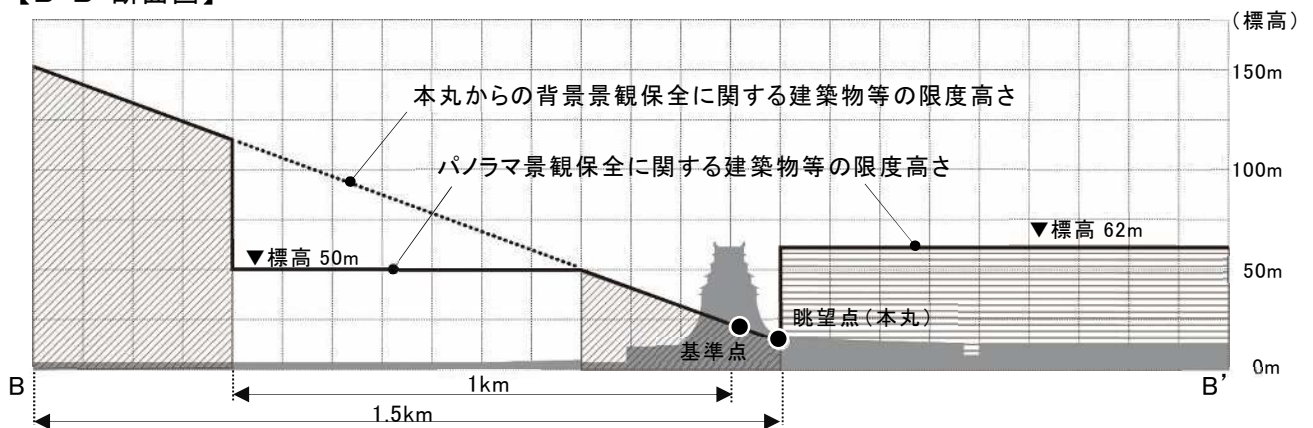 (標高)
150m
本丸からの背景景観保全に関する建築物等の限度高さ
パノラマ景観保全に関する建築物等の限度高さ
100m
▼標高 50m
▼標高 62m
50m
眺望点(本丸)
基準点
0m
B
B'
1km
1.5km